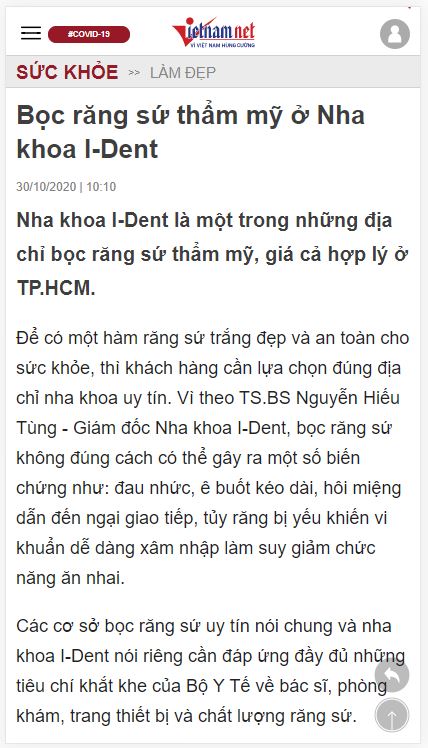 #COVID-19
Vietnamnet
VÌ VIỆT NAM HÙNG CƯỜNG
SỨC KHỎE >> LÀM ĐẸP
Bọc răng sứ thẩm mỹ ở Nha
khoa I-Dent
30/10/2020 | 10:10
Nha khoa I-Dent là một trong những địa
chỉ bọc răng sứ thẩm mỹ, giá cả hợp lý ở
TP.HCM.
Để có một hàm răng sứ trắng đẹp và an toàn cho
sức khỏe, thì khách hàng cần lựa chọn đúng địa
chỉ nha khoa uy tín. Vì theo TS.BS Nguyễn Hiếu
Tùng - Giám đốc Nha khoa I-Dent, bọc răng sứ
không đúng cách có thể gây ra một số biến
chứng như: đau nhức, ê buốt kéo dài, hôi miệng
dẫn đến ngại giao tiếp, tủy răng bị yếu khiến vi
khuẩn dễ dàng xâm nhập làm suy giảm chức
năng ăn nhai.
Các cơ sở bọc răng sứ uy tín nói chung và nha
khoa I-Dent nói riêng cần đáp ứng đầy đủ những
tiêu chí khắt khe của Bộ Y Tế về bác sĩ, phòng
khám, trang thiết bị và chất lượng răng sứ.